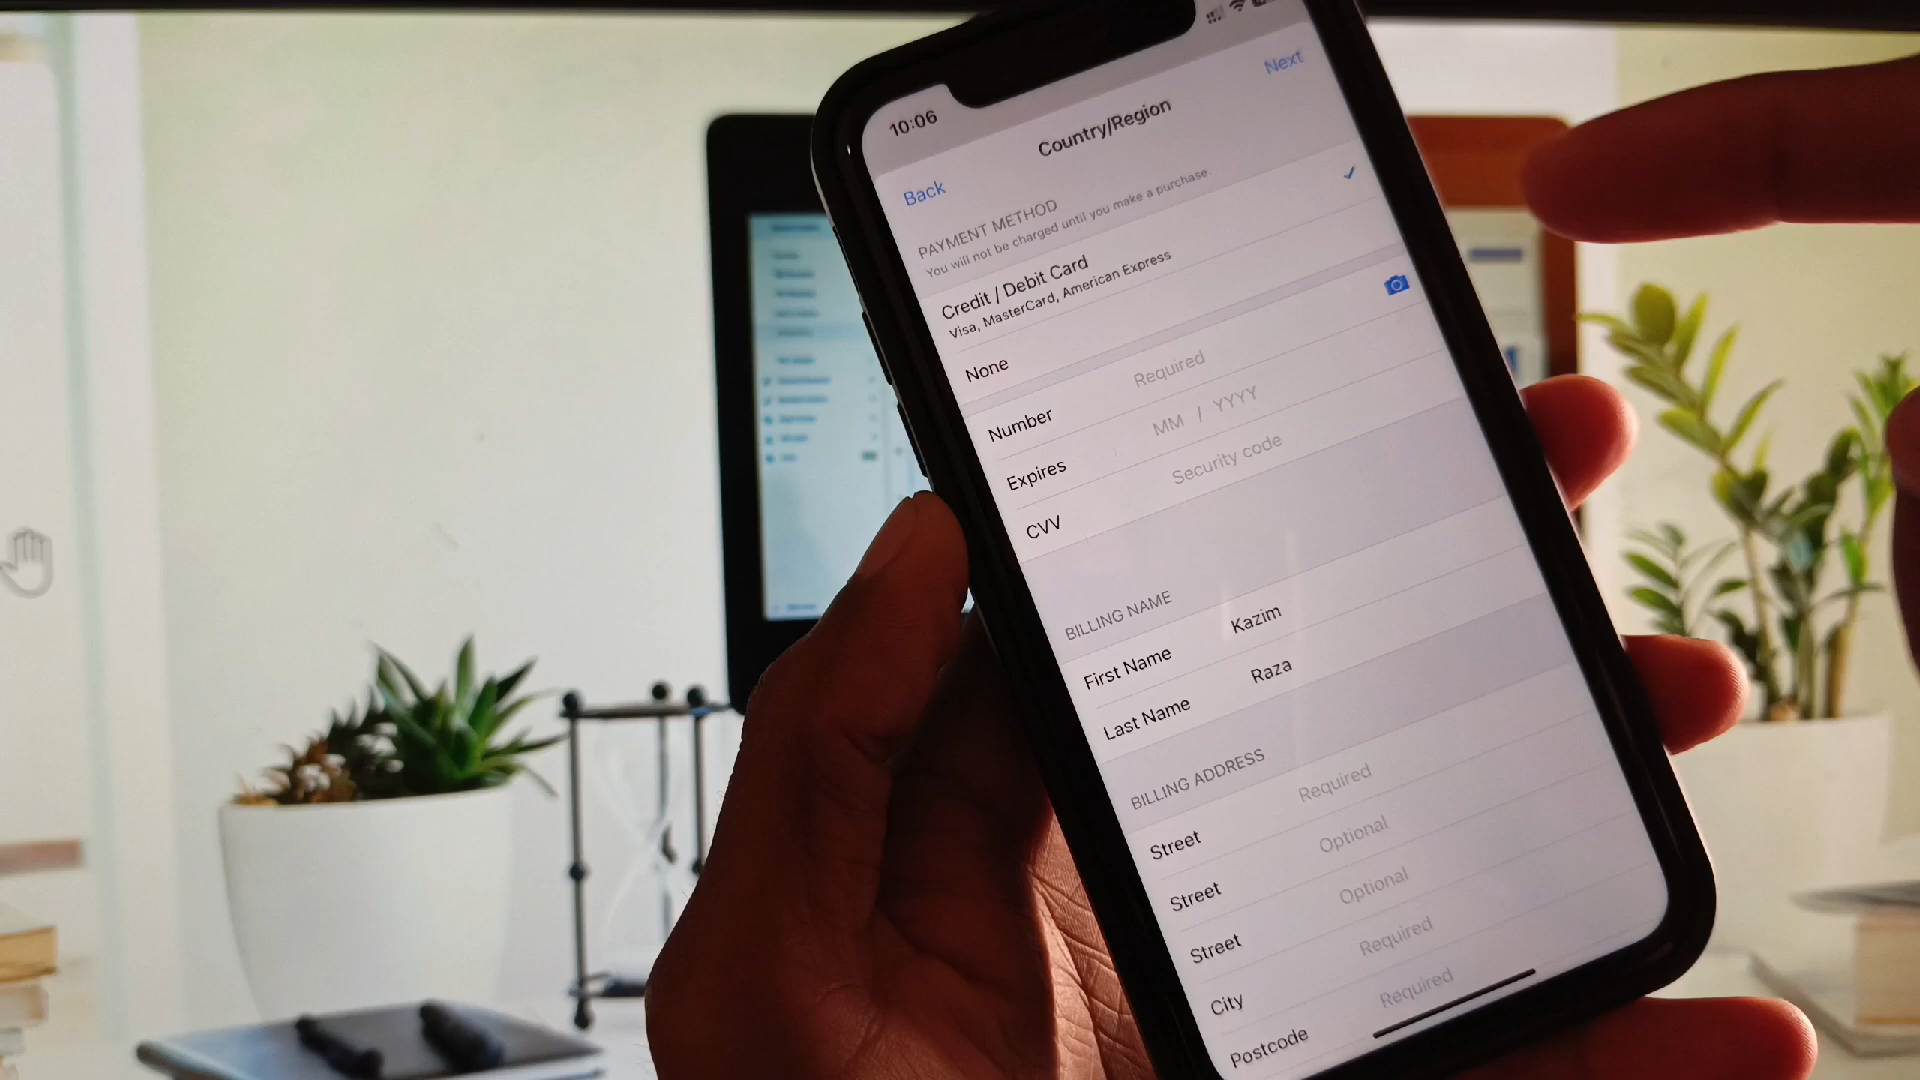 10:06
Next
Country/Region
Back
PAYMENT METHOD
You will not be charged until you make a purchase.
Credit / Debit Card
Visa, MasterCard, American Express
None
Number Required
Expires MM / YYYY
CVV Security code
BILLING NAME
First Name Kazim
Last Name Raza
BILLING ADDRESS
Street Required
Street Optional
Street Optional
City Required
Postcode Required